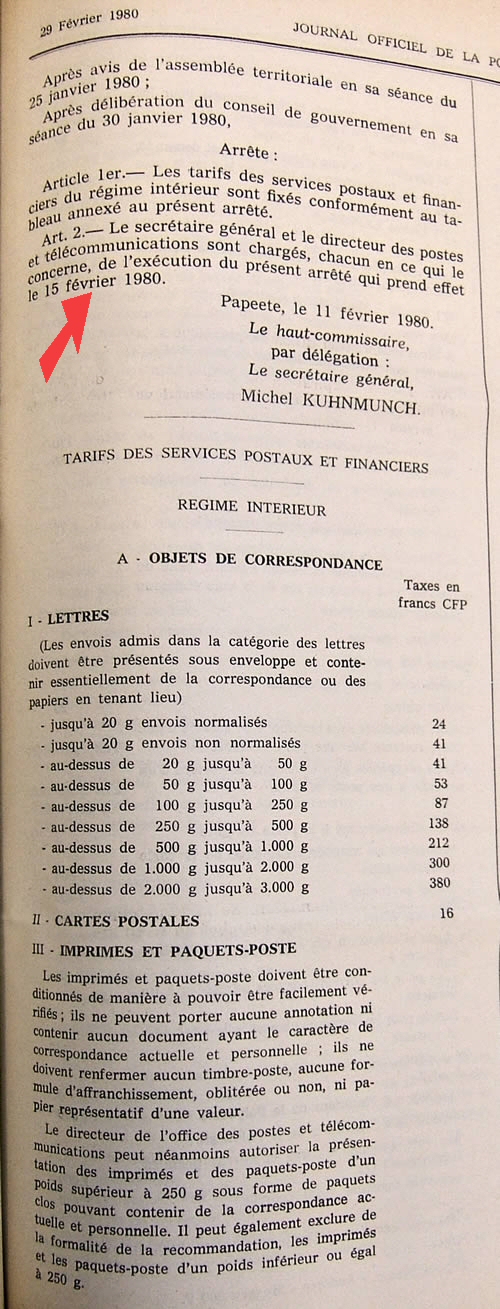 29 Février 1980
JOURNAL OFFICIEL DE LA
Après avis de l'assemblée territoriale en sa séance du
25 janvier 1980 ;
Après délibération du conseil de gouvernement en sa
séance du 30 janvier 1980,
Arrête :
Article 1er.— Les tarifs des services postaux et finan-
ciers du régime intérieur sont fixés conformément au ta-
bleau annexé au présent arrêté.
Art. 2.— Le secrétaire général et le directeur des postes
et télécommunications sont chargés, chacun en ce qui le
concerne, de l'exécution du présent arrêté qui prend effet
le 15 février 1980.
Papeete, le 11 février 1980.
Le haut-commissaire,
par délégation :
Le secrétaire général,
Michel KUHNMUNCH.
TARIFS DES SERVICES POSTAUX ET FINANCIERS
REGIME INTERIEUR
A - OBJETS DE CORRESPONDANCE
Taxes en
francs CFP
I - LETTRES
(Les envois admis dans la catégorie des lettres
doivent être présentés sous enveloppe et conte-
nir essentiellement de la correspondance ou des
papiers en tenant lieu)
- jusqu'à 20 g envois normalisés 24
- jusqu'à 20 g envois non normalisés 41
- au-dessus de 20 g jusqu'à 50 g 41
- au-dessus de 50 g jusqu'à 100 g 53
- au-dessus de 100 g jusqu'à 250 g 87
- au-dessus de 250 g jusqu'à 500 g 138
- au-dessus de 500 g jusqu'à 1.000 g 212
- au-dessus de 1.000 g jusqu'à 2.000 g 300
- au-dessus de 2.000 g jusqu'à 3.000 g 380
II - CARTES POSTALES 16
III - IMPRIMES ET PAQUETS-POSTE
Les imprimés et paquets-poste doivent être con-
ditionnés de manière à pouvoir être facilement vé-
rifiés ; ils ne peuvent porter aucune annotation ni
contenir aucun document ayant le caractère de
correspondance actuelle et personnelle ; ils ne
doivent renfermer aucun timbre-poste, aucune for-
mule d'affranchissement, oblitérée ou non, ni pa-
pier représentatif d'une valeur.
Le directeur de l'office des postes et télécom-
munications peut néanmoins autoriser la présen-
tation des imprimés et des paquets-poste d'un
poids supérieur à 250 g sous forme de paquets
clos pouvant contenir de la correspondance ac-
tuelle et personnelle. Il peut également exclure de
la formalité de la recommandation, les imprimés
et les paquets-poste d'un poids inférieur ou égal
à 250 g.